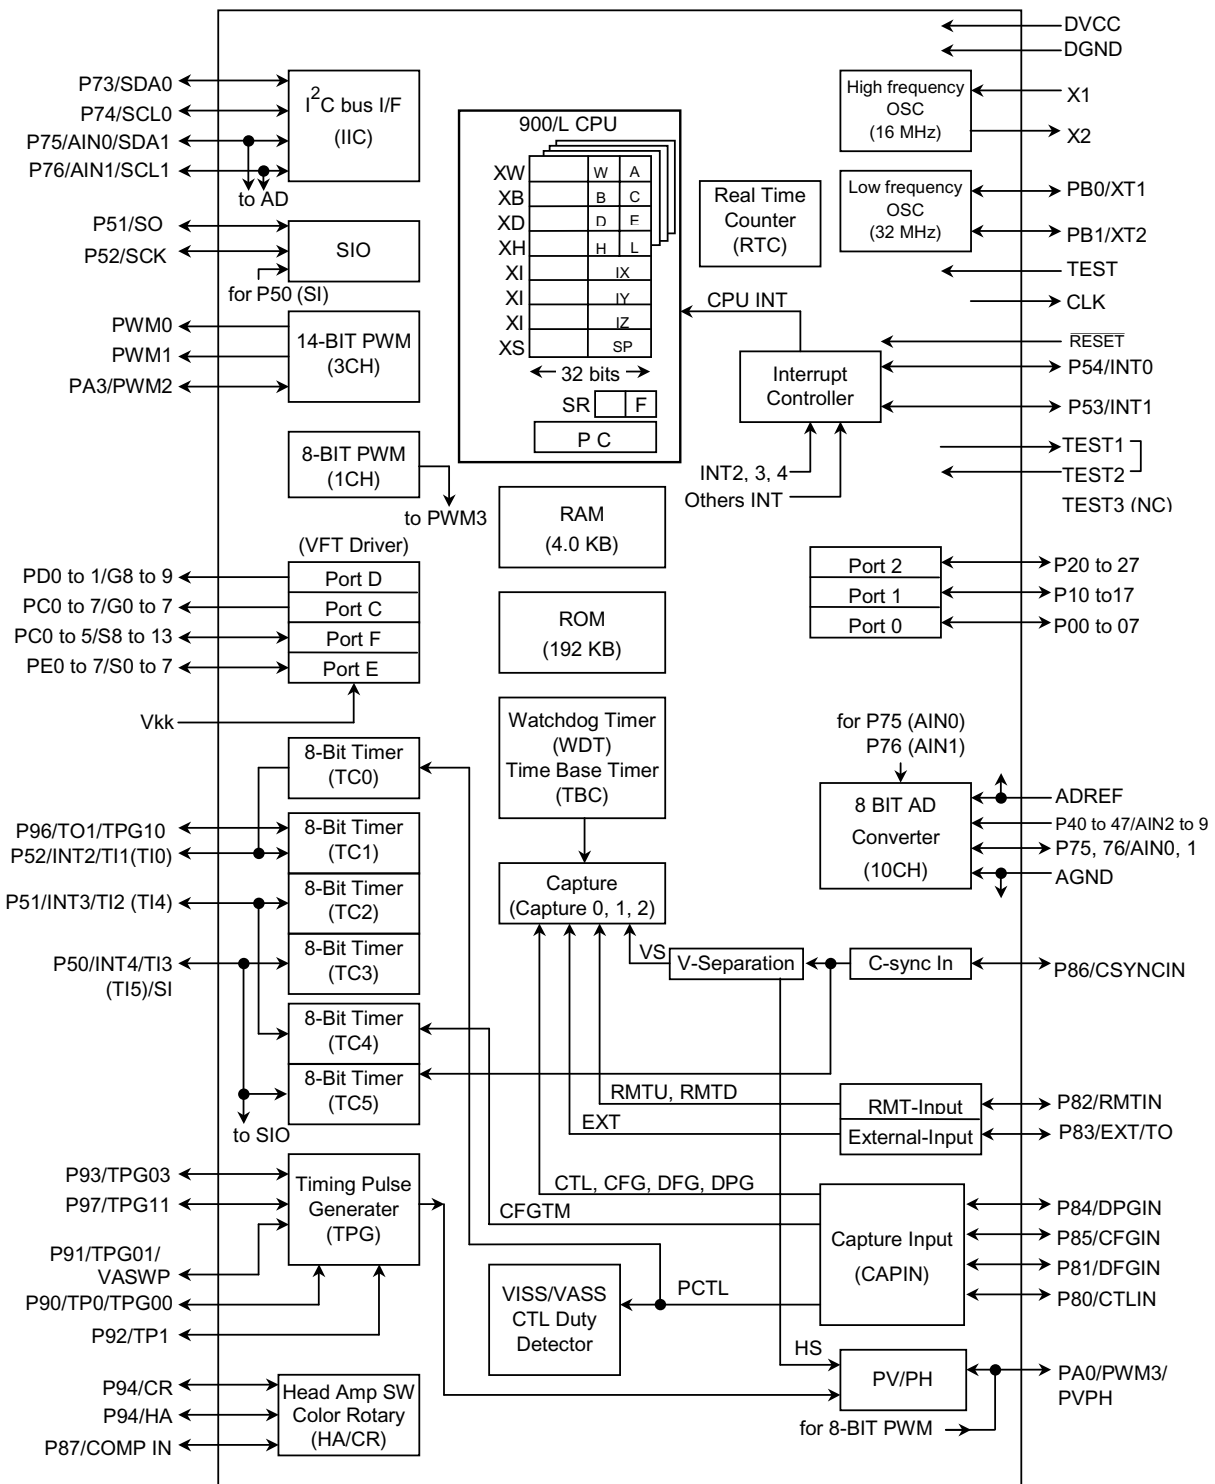 DVCC
DGND
P73/SDA0
P74/SCL0
P75/AIN0/SDA1
P76/AIN1/SCL1
to AD
I2C bus I/F
(IIC)
P51/SO
P52/SCK
for P50 (SI)
SIO
PWM0
PWM1
PA3/PWM2
14-BIT PWM
(3CH)
8-BIT PWM
(1CH)
to PWM3
900/L CPU
XW W A
XB B C
XD D E
XH H L
XI IX
XI IY
XI IZ
XS SP
32 bits
SR F
P C
Real Time
Counter
(RTC)
High frequency
OSC
(16 MHz)
X1
X2
Low frequency
OSC
(32 MHz)
PB0/XT1
PB1/XT2
TEST
CLK
CPU INT
RESET
P54/INT0
P53/INT1
Interrupt
Controller
INT2, 3, 4
Others INT
TEST1
TEST2
TEST3 (NC)
RAM
(4.0 KB)
ROM
(192 KB)
(VFT Driver)
PD0 to 1/G8 to 9
Port D
PC0 to 7/G0 to 7
Port C
PC0 to 5/S8 to 13
Port F
PE0 to 7/S0 to 7
Port E
Vkk
Port 2
P20 to 27
Port 1
P10 to17
Port 0
P00 to 07
Watchdog Timer
(WDT)
Time Base Timer
(TBC)
Capture
(Capture 0, 1, 2)
for P75 (AIN0)
P76 (AIN1)
8 BIT AD
Converter
(10CH)
ADREF
P40 to 47/AIN2 to 9
P75, 76/AIN0, 1
AGND
8-Bit Timer
(TC0)
P96/TO1/TPG10
P52/INT2/TI1(TI0)
8-Bit Timer
(TC1)
P51/INT3/TI2 (TI4)
8-Bit Timer
(TC2)
P50/INT4/TI3
(TI5)/SI
8-Bit Timer
(TC3)
8-Bit Timer
(TC4)
8-Bit Timer
(TC5)
to SIO
VS
V-Separation
C-sync In
P86/CSYNCIN
RMTU, RMTD
RMT-Input
P82/RMTIN
EXT
External-Input
P83/EXT/TO
P93/TPG03
P97/TPG11
P91/TPG01/
VASWP
P90/TP0/TPG00
P92/TP1
Timing Pulse
Generater
(TPG)
CTL, CFG, DFG, DPG
CFGTM
Capture Input
(CAPIN)
P84/DPGIN
P85/CFGIN
P81/DFGIN
P80/CTLIN
VISS/VASS
CTL Duty
Detector
PCTL
HS
PV/PH
PA0/PWM3/
PVPH
for 8-BIT PWM
P94/CR
P94/HA
P87/COMP IN
Head Amp SW
Color Rotary
(HA/CR)